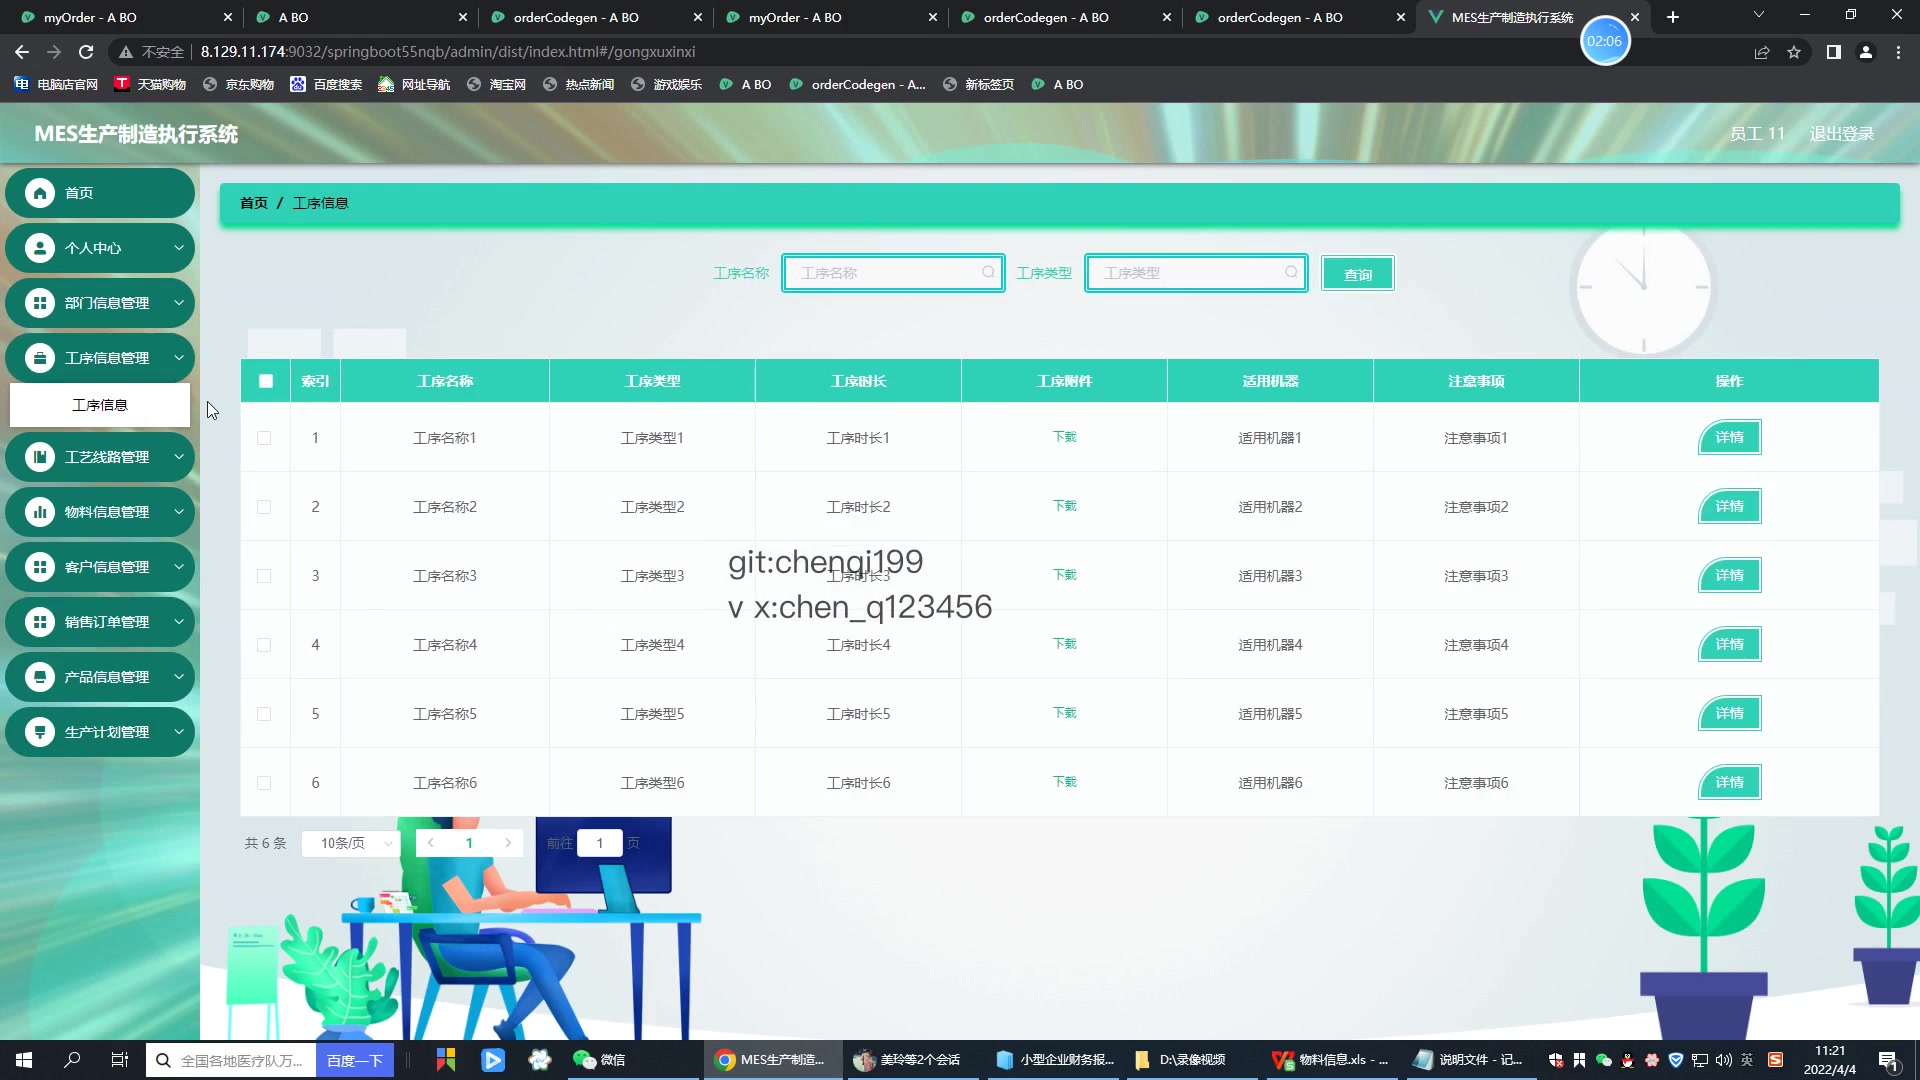 myOrder - A BO
A BO
orderCodegen - A BO
myOrder - A BO
orderCodegen - A BO
orderCodegen - A BO
MES生产制造执行系统
02:06
不安全
8.129.11.174:9032/springboot55nqb/admin/dist/index.html#/gongxuxinxi
电脑店官网
天猫购物
京东购物
百度搜索
网址导航
淘宝网
热点新闻
游戏娱乐
A BO
orderCodegen - A...
新标签页
A BO
MES生产制造执行系统
员工 11
退出登录
首页
个人中心
部门信息管理
工序信息管理
工序信息
工艺线路管理
物料信息管理
客户信息管理
销售订单管理
产品信息管理
生产计划管理
首页 / 工序信息
工序名称 工序名称 工序类型 工序类型 查询
索引 工序名称 工序类型 工序时长 工序附件 适用机器 注意事项 操作
1 工序名称1 工序类型1 工序时长1 下载 适用机器1 注意事项1 详情
2 工序名称2 工序类型2 工序时长2 下载 适用机器2 注意事项2 详情
3 工序名称3 工序类型3 工序时长3 下载 适用机器3 注意事项3 详情
4 工序名称4 工序类型4 工序时长4 下载 适用机器4 注意事项4 详情
5 工序名称5 工序类型5 工序时长5 下载 适用机器5 注意事项5 详情
6 工序名称6 工序类型6 工序时长6 下载 适用机器6 注意事项6 详情
git:chenqi199
v x:chen_q123456
共 6 条 10条/页 1 前往 1 页
全国各地医疗队万...
百度一下
微信
MES生产制造...
美玲等2个会话
小型企业财务报...
D:\录像视频
物料信息.xls - ...
说明文件 - 记...
英
11:21
2022/4/4
1